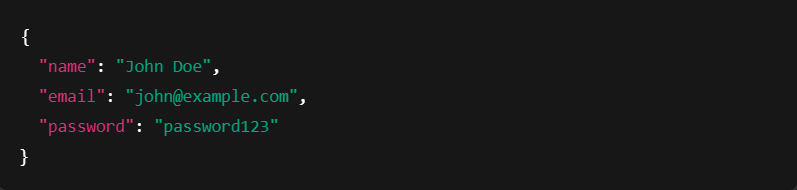 {
"name": "John Doe",
"email": "john@example.com",
"password": "password123"
}